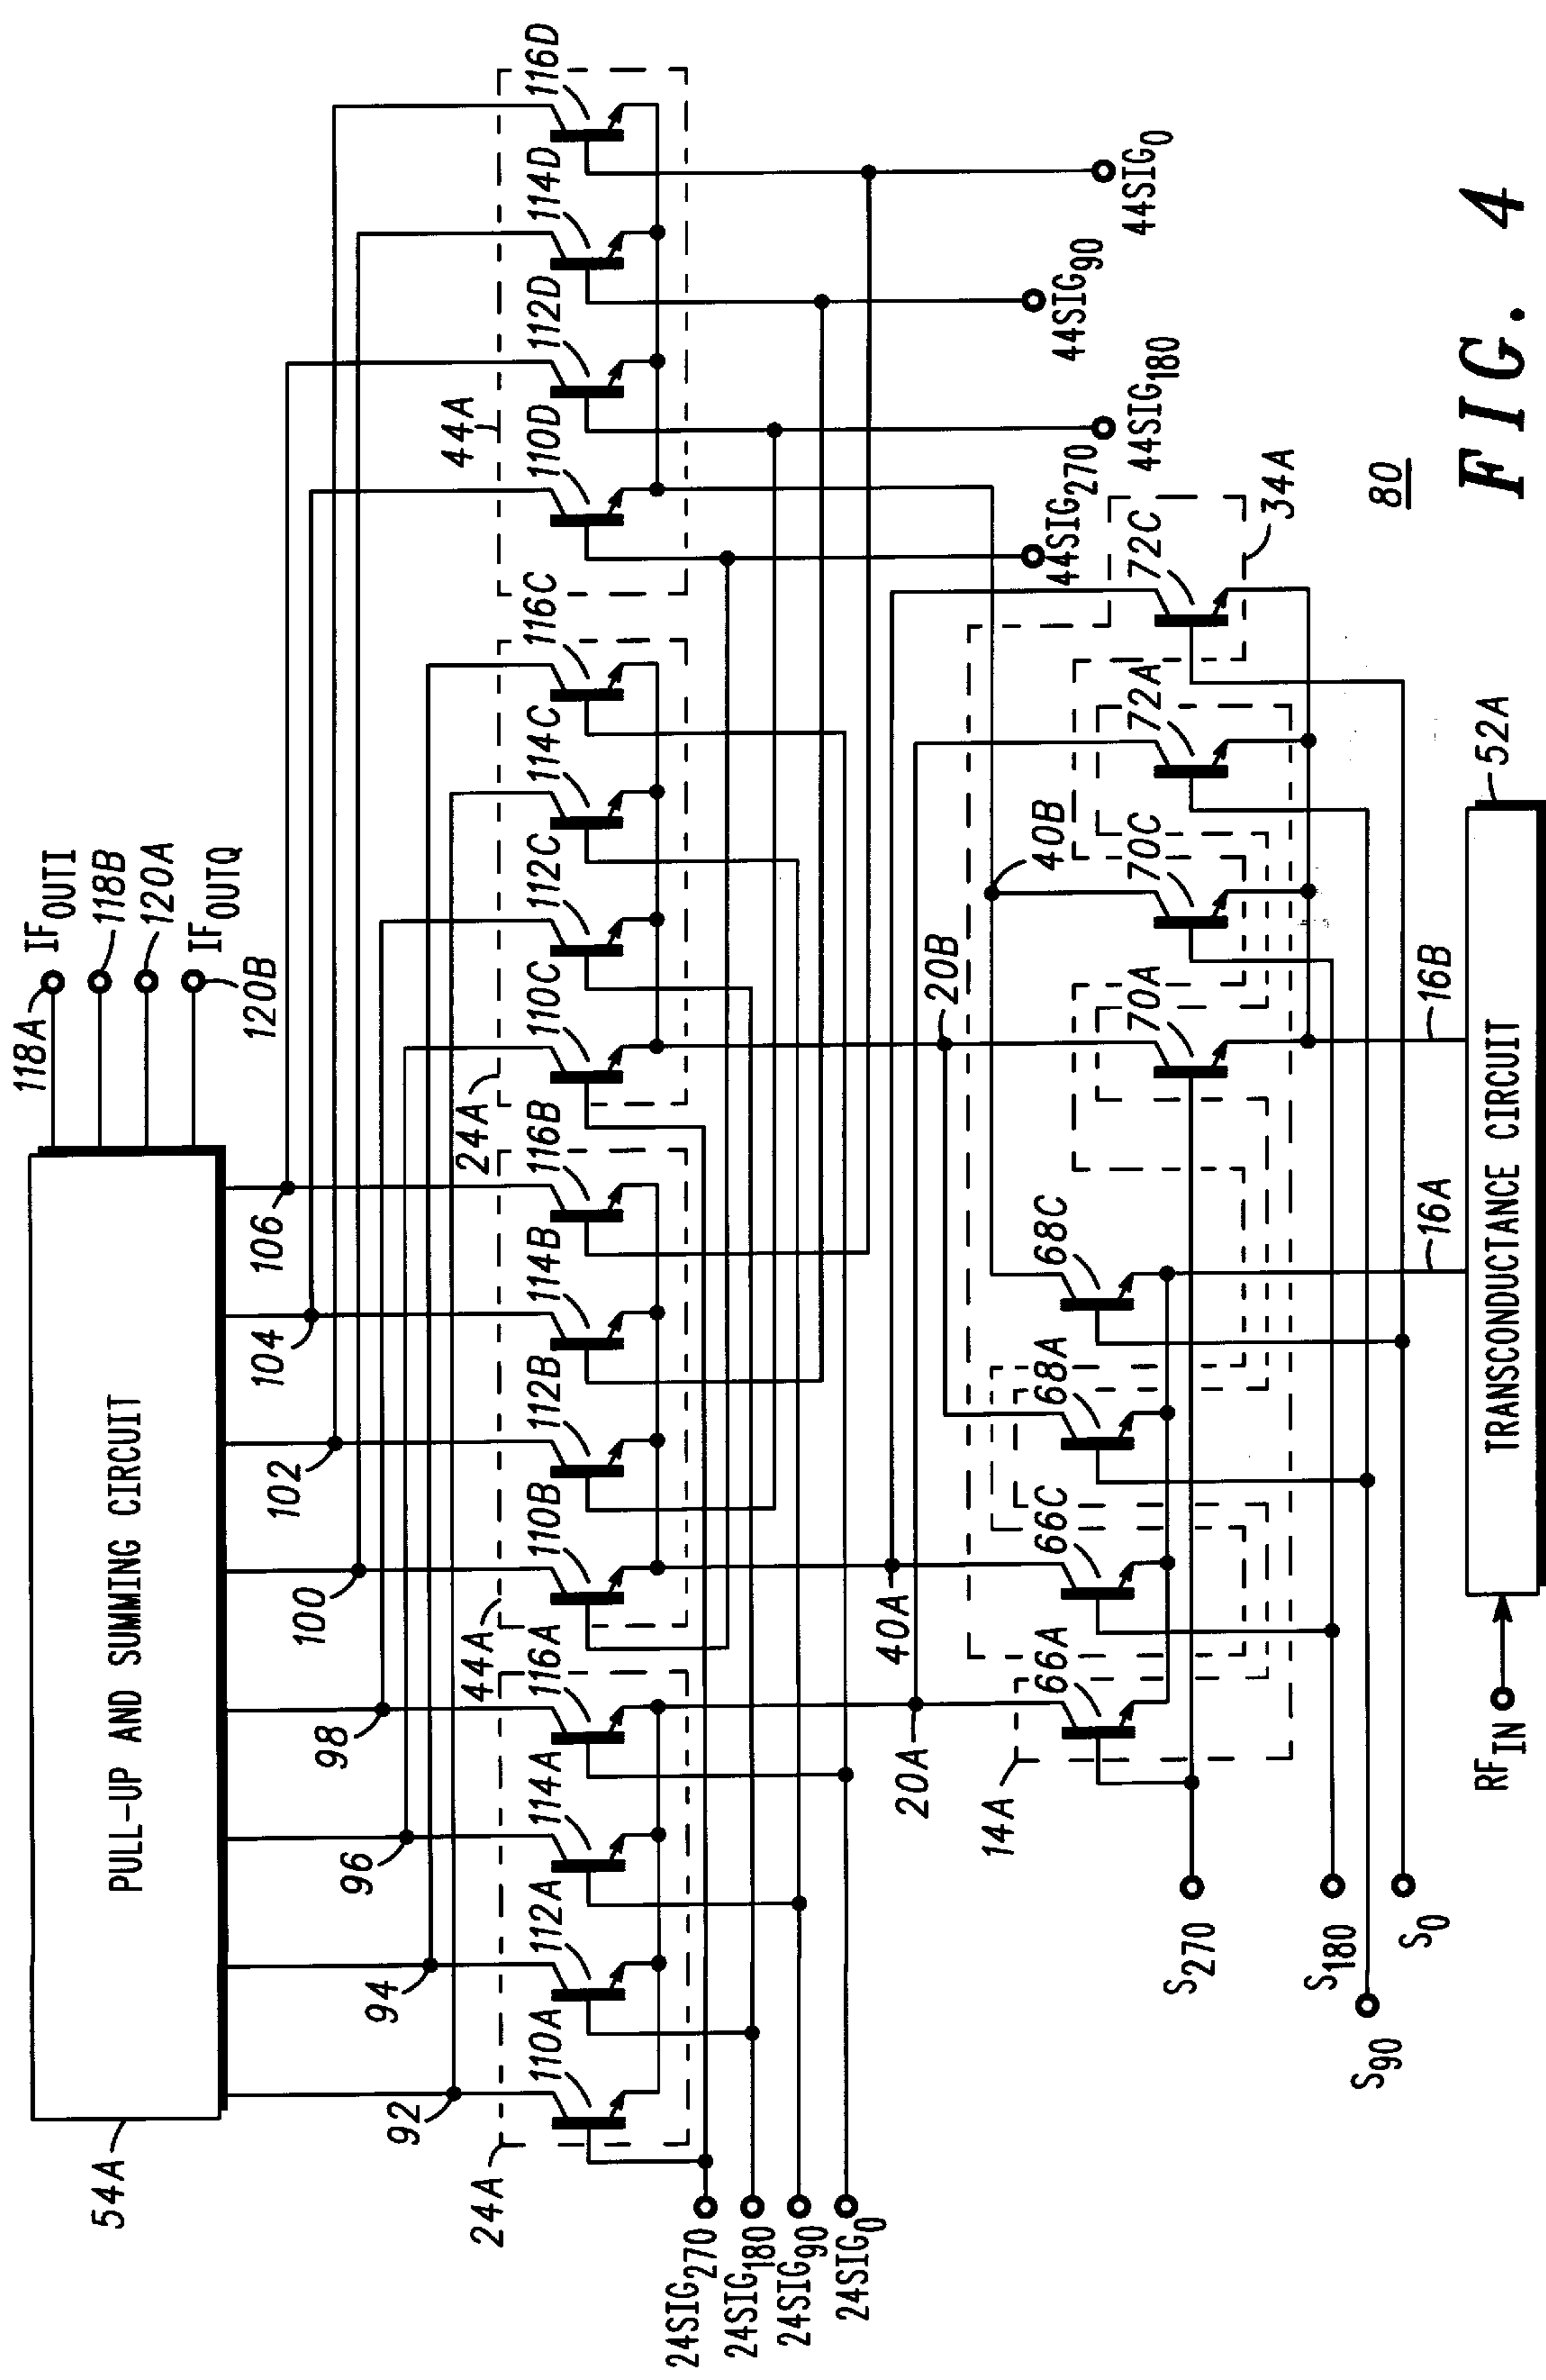 54A
PULL-UP AND SUMMING CIRCUIT
118A
IFOUTI
118B
120A
IFOUTQ
120B
92
94
96
98
100
102
104
106
24A
110A
112A
114A
116A
44A
110B
112B
114B
116B
24A
110C
112C
114C
116C
44A
110D
112D
114D
116D
24SIG270
24SIG180
24SIG90
24SIG0
44SIG270
44SIG180
44SIG90
44SIG0
20A
40A
20B
40B
14A
66A
66C
68A
68C
70A
70C
72A
72C
34A
S270
S180
S90
S0
16A
16B
RFIN
TRANSCONDUCTANCE CIRCUIT
52A
80
FIG. 4